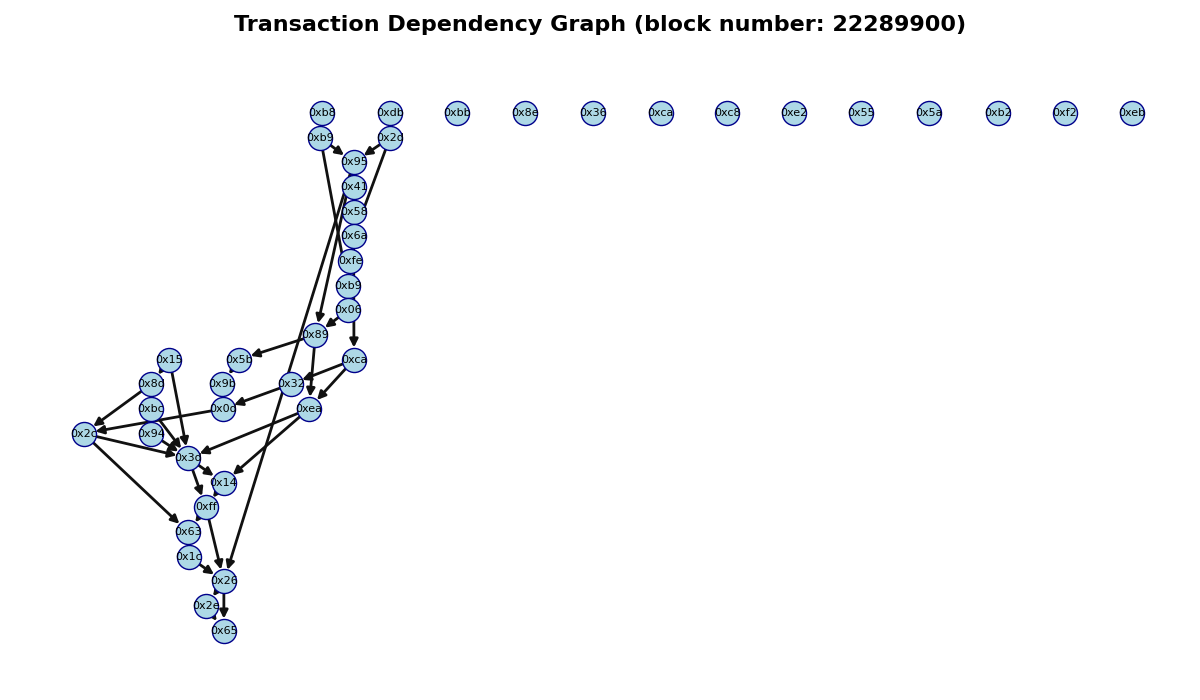 Transaction Dependency Graph (block number: 22289900)
0xb8 0xdb 0xbb 0x8e 0x36 0xca 0xc8 0xe2 0x55 0x5a 0xb2 0xf2 0xeb
0xb9 0x2d
0x95
0x41
0x58
0x6a
0xfe
0xb9
0x06
0x89
0x15 0x5b 0xca
0x8d 0x9b 0x32
0xbc 0x0d 0xea
0x2c 0x94
0x3d
0x14
0xff
0x63
0x1c
0x26
0x2e
0x65